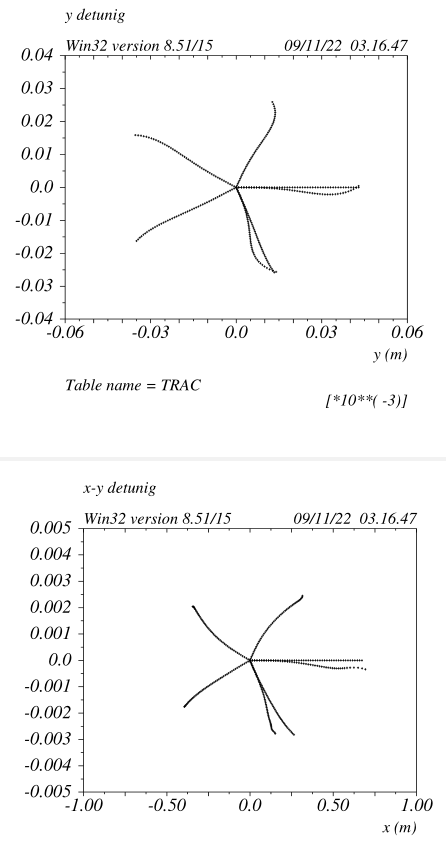 y detunig
Win32 version 8.51/15 09/11/22 03.16.47
0.04
0.03
0.02
0.01
0.0
-0.01
-0.02
-0.03
-0.04
-0.06 -0.03 0.0 0.03 0.06
y (m)
Table name = TRAC
[*10**( -3)]
x-y detunig
Win32 version 8.51/15 09/11/22 03.16.47
0.005
0.004
0.003
0.002
0.001
0.0
-0.001
-0.002
-0.003
-0.004
-0.005
-1.00 -0.50 0.0 0.50 1.00
x (m)